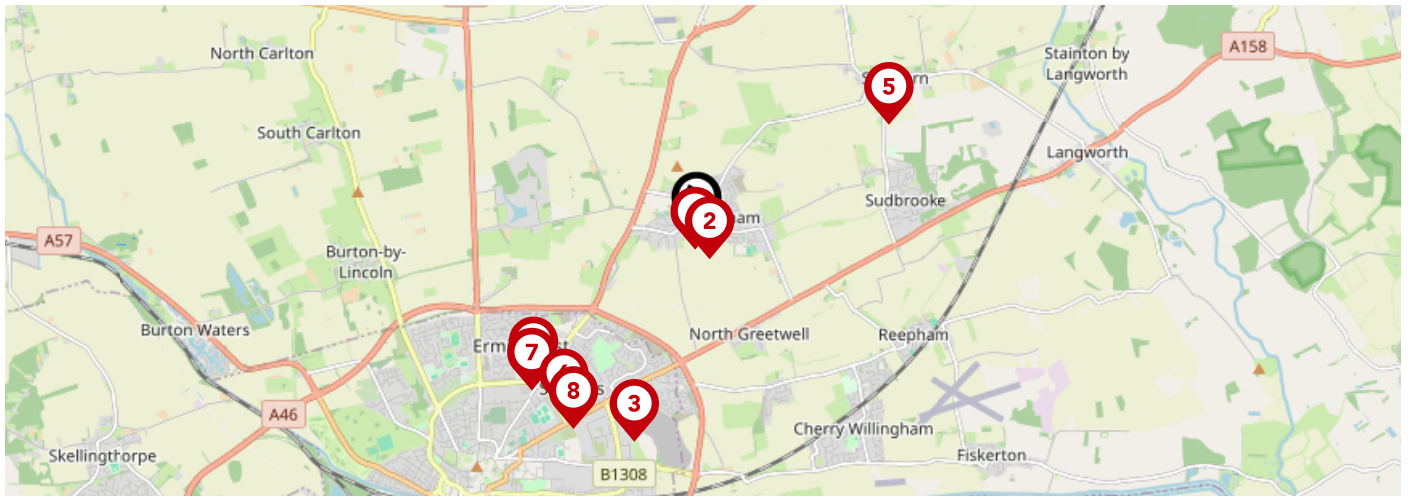 North Carlton
Stainton by
Langworth
A158
5
South Carlton
Langworth
Sudbrooke
2
A57
Burton-by-
Lincoln
Burton Waters
North Greetwell
Reepham
7
8
3
A46
Cherry Willingham
Skellingthorpe
Fiskerton
B1308